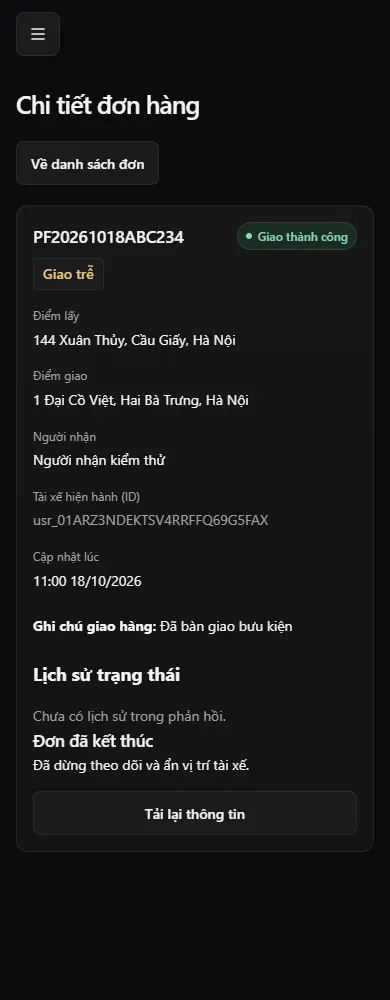 Chi tiết đơn hàng
Về danh sách đơn
PF20261018ABC234
Giao thành công
Giao trễ
Điểm lấy
144 Xuân Thủy, Cầu Giấy, Hà Nội
Điểm giao
1 Đại Cồ Việt, Hai Bà Trưng, Hà Nội
Người nhận
Người nhận kiểm thử
Tài xế hiện hành (ID)
usr_01ARZ3NDEKTSV4RRFFQ69G5FAX
Cập nhật lúc
11:00 18/10/2026
Ghi chú giao hàng: Đã bàn giao bưu kiện
Lịch sử trạng thái
Chưa có lịch sử trong phản hồi.
Đơn đã kết thúc
Đã dừng theo dõi và ẩn vị trí tài xế.
Tải lại thông tin